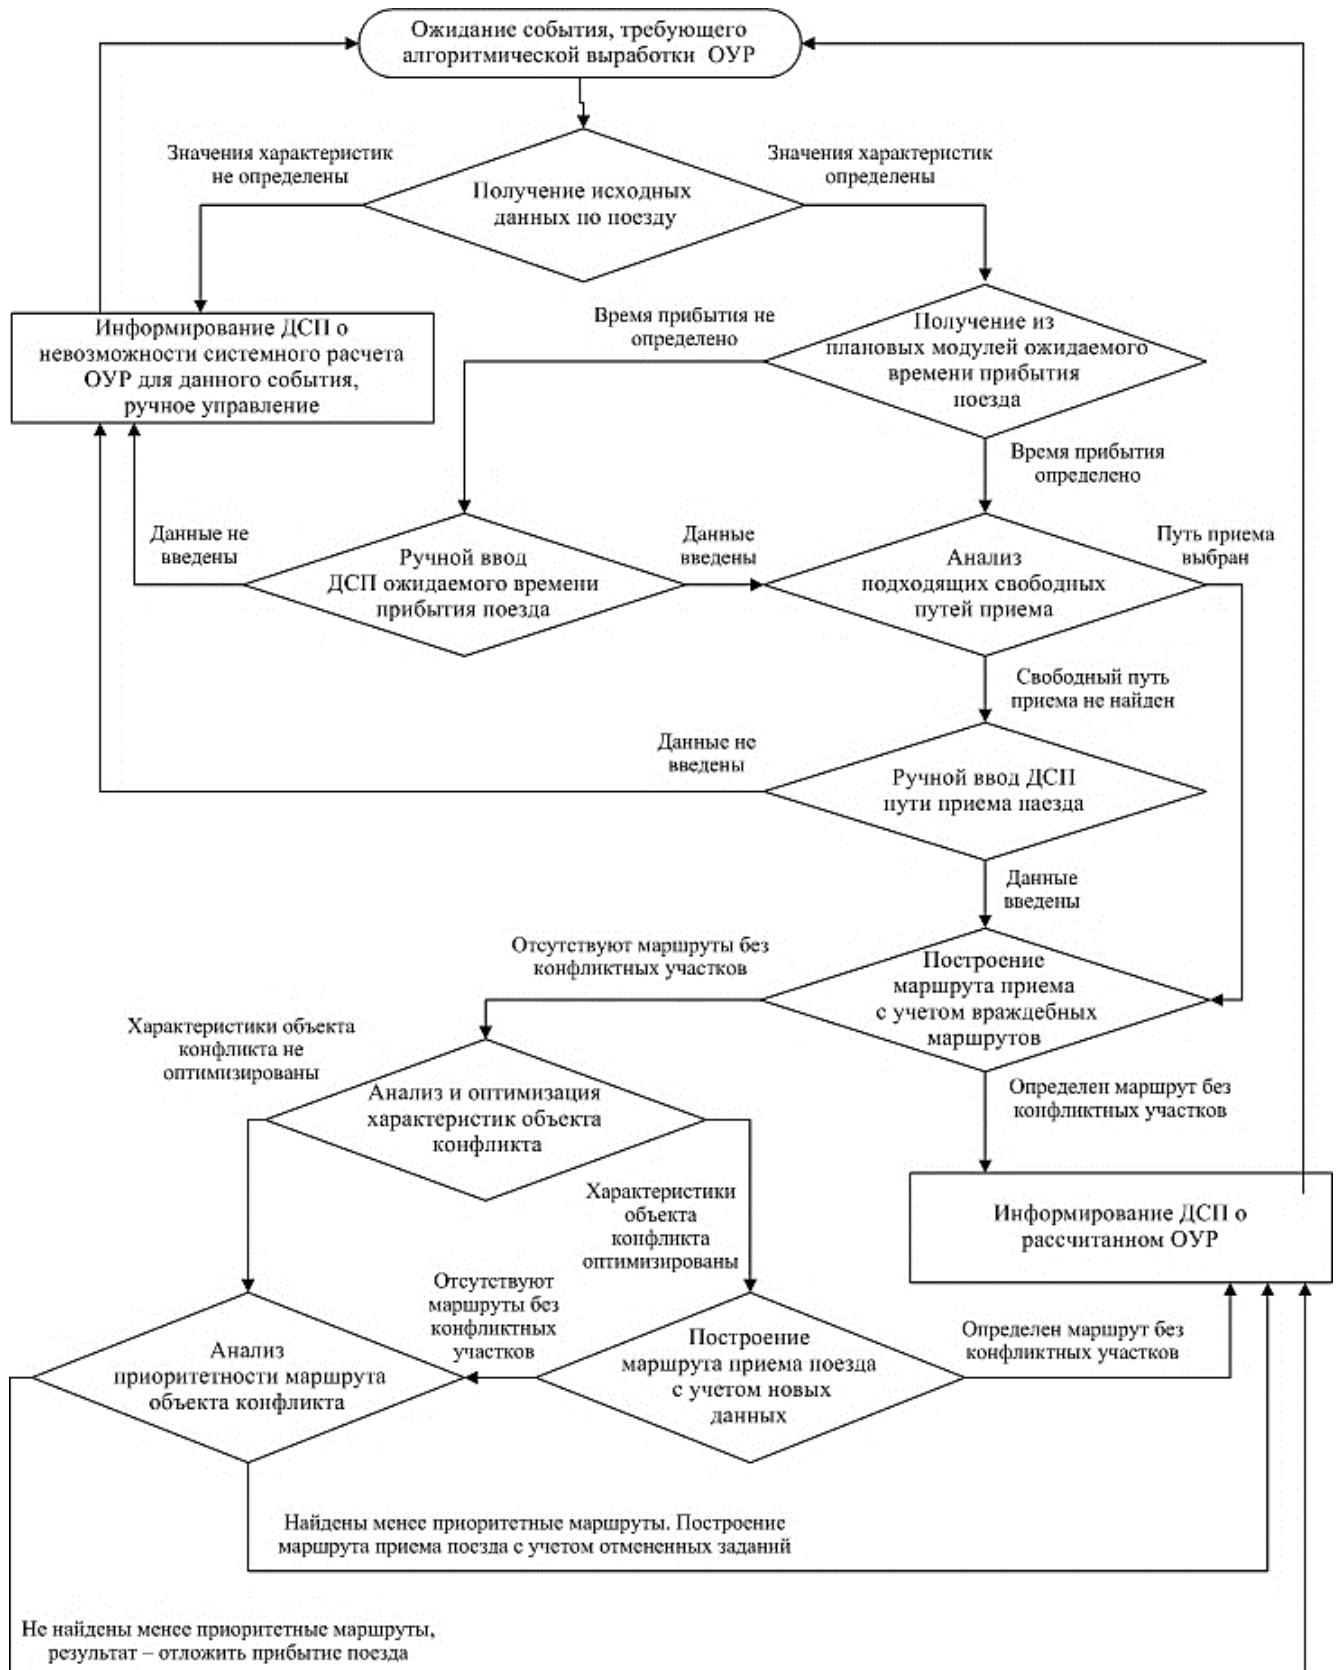 Ожидание события, требующего
алгоритмической выработки ОУР
Значения характеристик
не определены
Значения характеристик
определены
Получение исходных
данных по поезду
Информирование ДСП о
невозможности системного расчета
ОУР для данного события,
ручное управление
Время прибытия не
определено
Получение из
плановых модулей ожидаемого
времени прибытия
поезда
Время прибытия
определено
Данные не
введены
Ручной ввод
ДСП ожидаемого времени
прибытия поезда
Данные
введены
Анализ
подходящих свободных
путей приема
Путь приема
выбран
Свободный путь
приема не найден
Данные не
введены
Ручной ввод ДСП
пути приема паезда
Данные
введены
Отсутствуют маршруты без
конфликтных участков
Построение
маршрута приема
с учетом враждебных
маршрутов
Характеристики объекта
конфликта не
оптимизированы
Анализ и оптимизация
характеристик объекта
конфликта
Определен маршрут без
конфликтных участков
Характеристики
объекта
конфликта
оптимизированы
Информирование ДСП о
рассчитанном ОУР
Отсутствуют
маршруты без
конфликтных
участков
Анализ
приоритетности маршрута
объекта конфликта
Построение
маршрута приема поезда
с учетом новых
данных
Определен маршрут без
конфликтных участков
Найдены менее приоритетные маршруты. Построение
маршрута приема поезда с учетом отмененных заданий
Не найдены менее приоритетные маршруты,
результат – отложить прибытие поезда